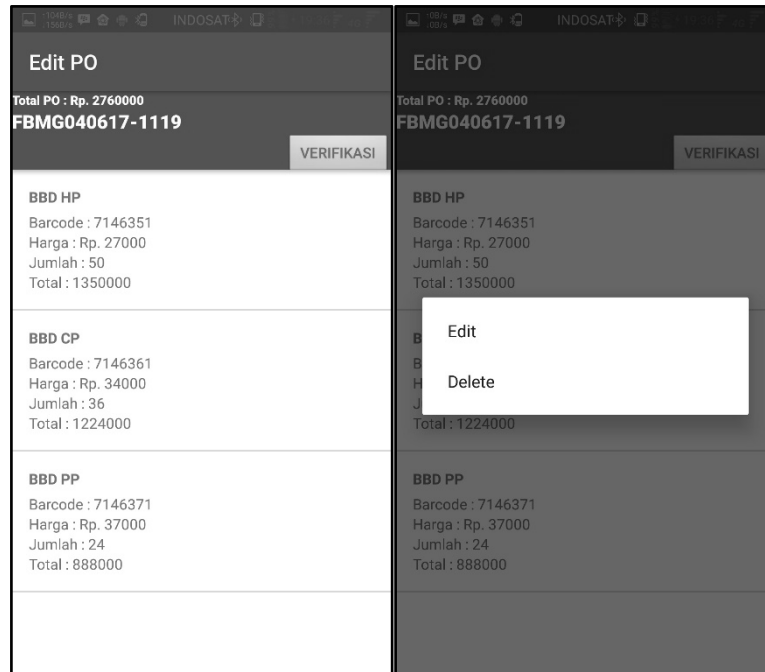 1104B/s
156B/s
INDOSAT
Edit PO
Total PO : Rp. 2760000
FBMG040617-1119
VERIFIKASI
BBD HP
Barcode : 7146351
Harga : Rp. 27000
Jumlah : 50
Total : 1350000
BBD CP
Barcode : 7146361
Harga : Rp. 34000
Jumlah : 36
Total : 1224000
BBD PP
Barcode : 7146371
Harga : Rp. 37000
Jumlah : 24
Total : 888000
INDOSAT
Edit PO
Total PO : Rp. 2760000
FBMG040617-1119
VERIFIKASI
BBD HP
Barcode : 7146351
Harga : Rp. 27000
Jumlah : 50
Total : 1350000
Edit
Delete
B
B
H
J
Total : 1224000
BBD PP
Barcode : 7146371
Harga : Rp. 37000
Jumlah : 24
Total : 888000